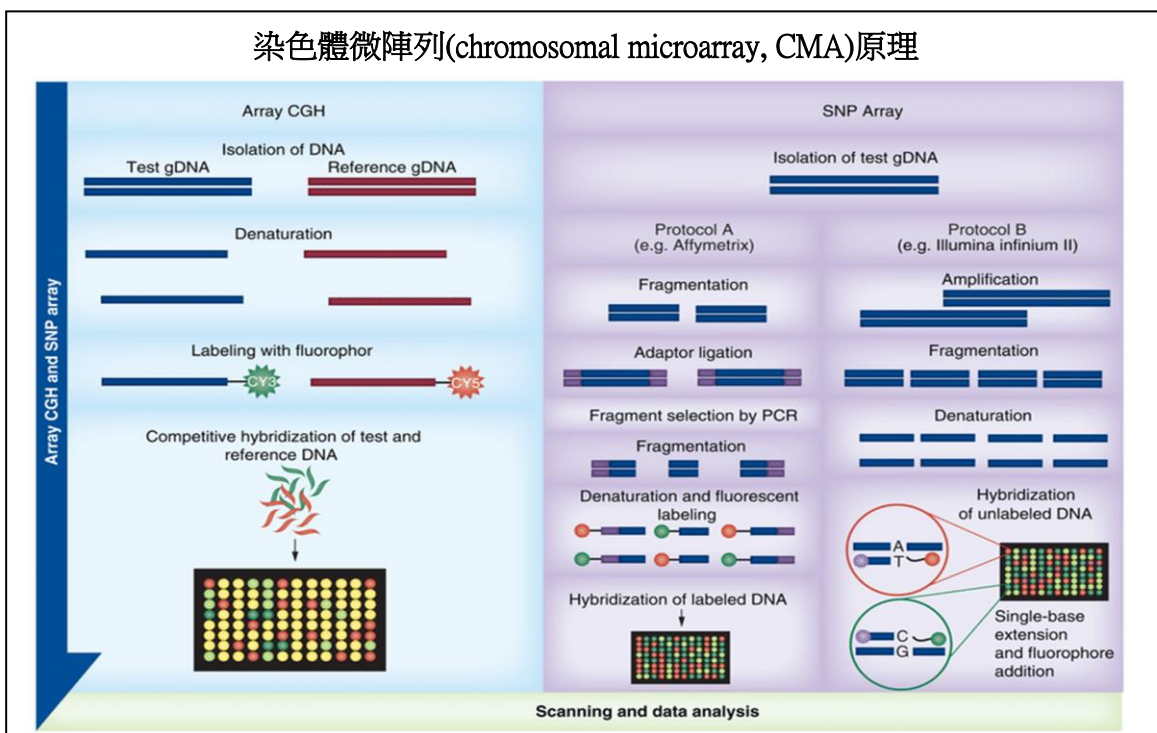 染色體微陣列(chromosomal microarray, CMA)原理
Array CGH and SNP array
Array CGH
Isolation of DNA
Test gDNA
Reference gDNA
Denaturation
Labeling with fluorophor
CY3
CY5
Competitive hybridization of test and
reference DNA
SNP Array
Isolation of test gDNA
Protocol A
(e.g. Affymetrix)
Fragmentation
Adaptor ligation
Fragment selection by PCR
Fragmentation
Denaturation and fluorescent
labeling
Hybridization of labeled DNA
Protocol B
(e.g. Illumina infinium II)
Amplification
Fragmentation
Denaturation
Hybridization
of unlabeled DNA
A
T
C
G
Single-base
extension
and fluorophore
addition
Scanning and data analysis